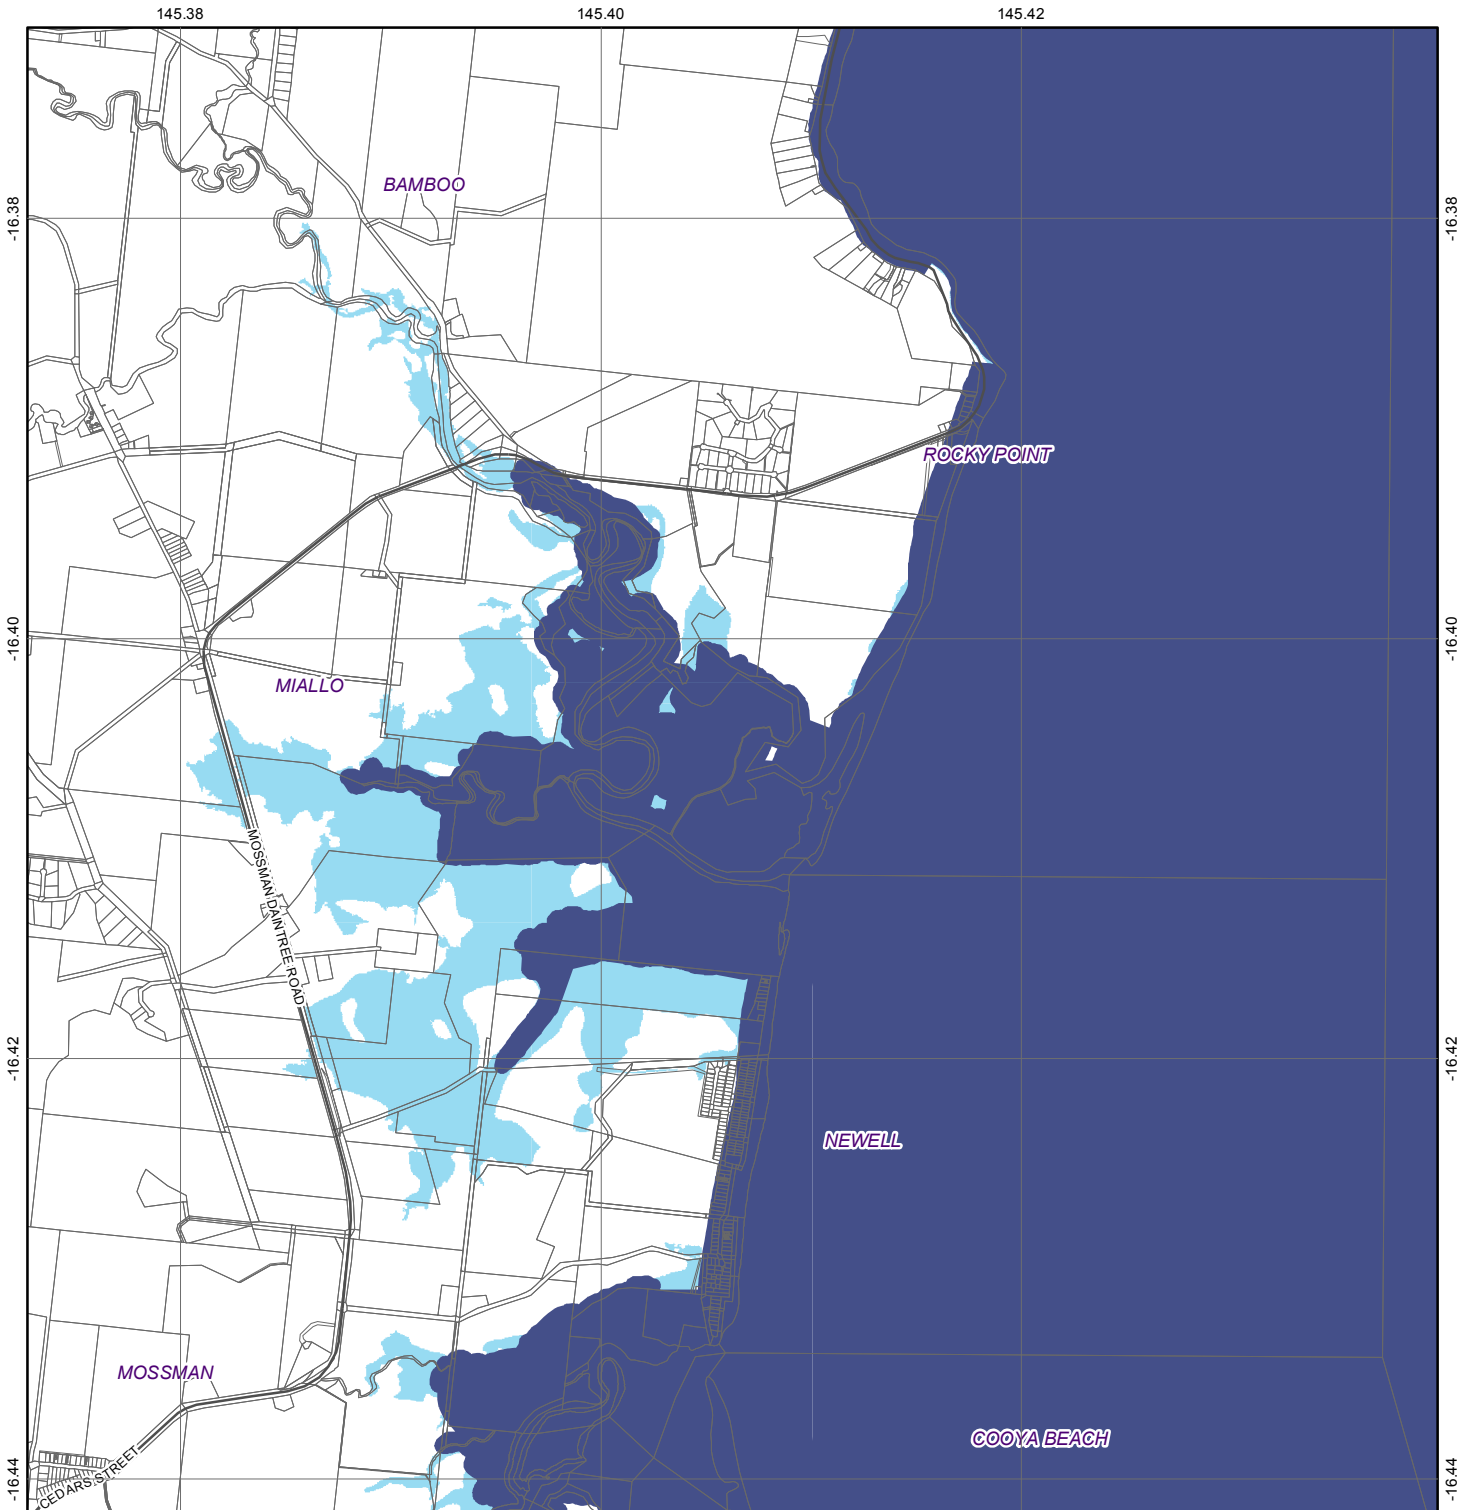 145.38
145.40
145.42
BAMBOO
-16.38
-16.38
ROCKY POINT
-16.40
-16.40
MIALLO
MOSSMAN DAINTREE ROAD
-16.42
-16.42
NEWELL
MOSSMAN
COOYA BEACH
CEDARS STREET
-16.44
-16.44